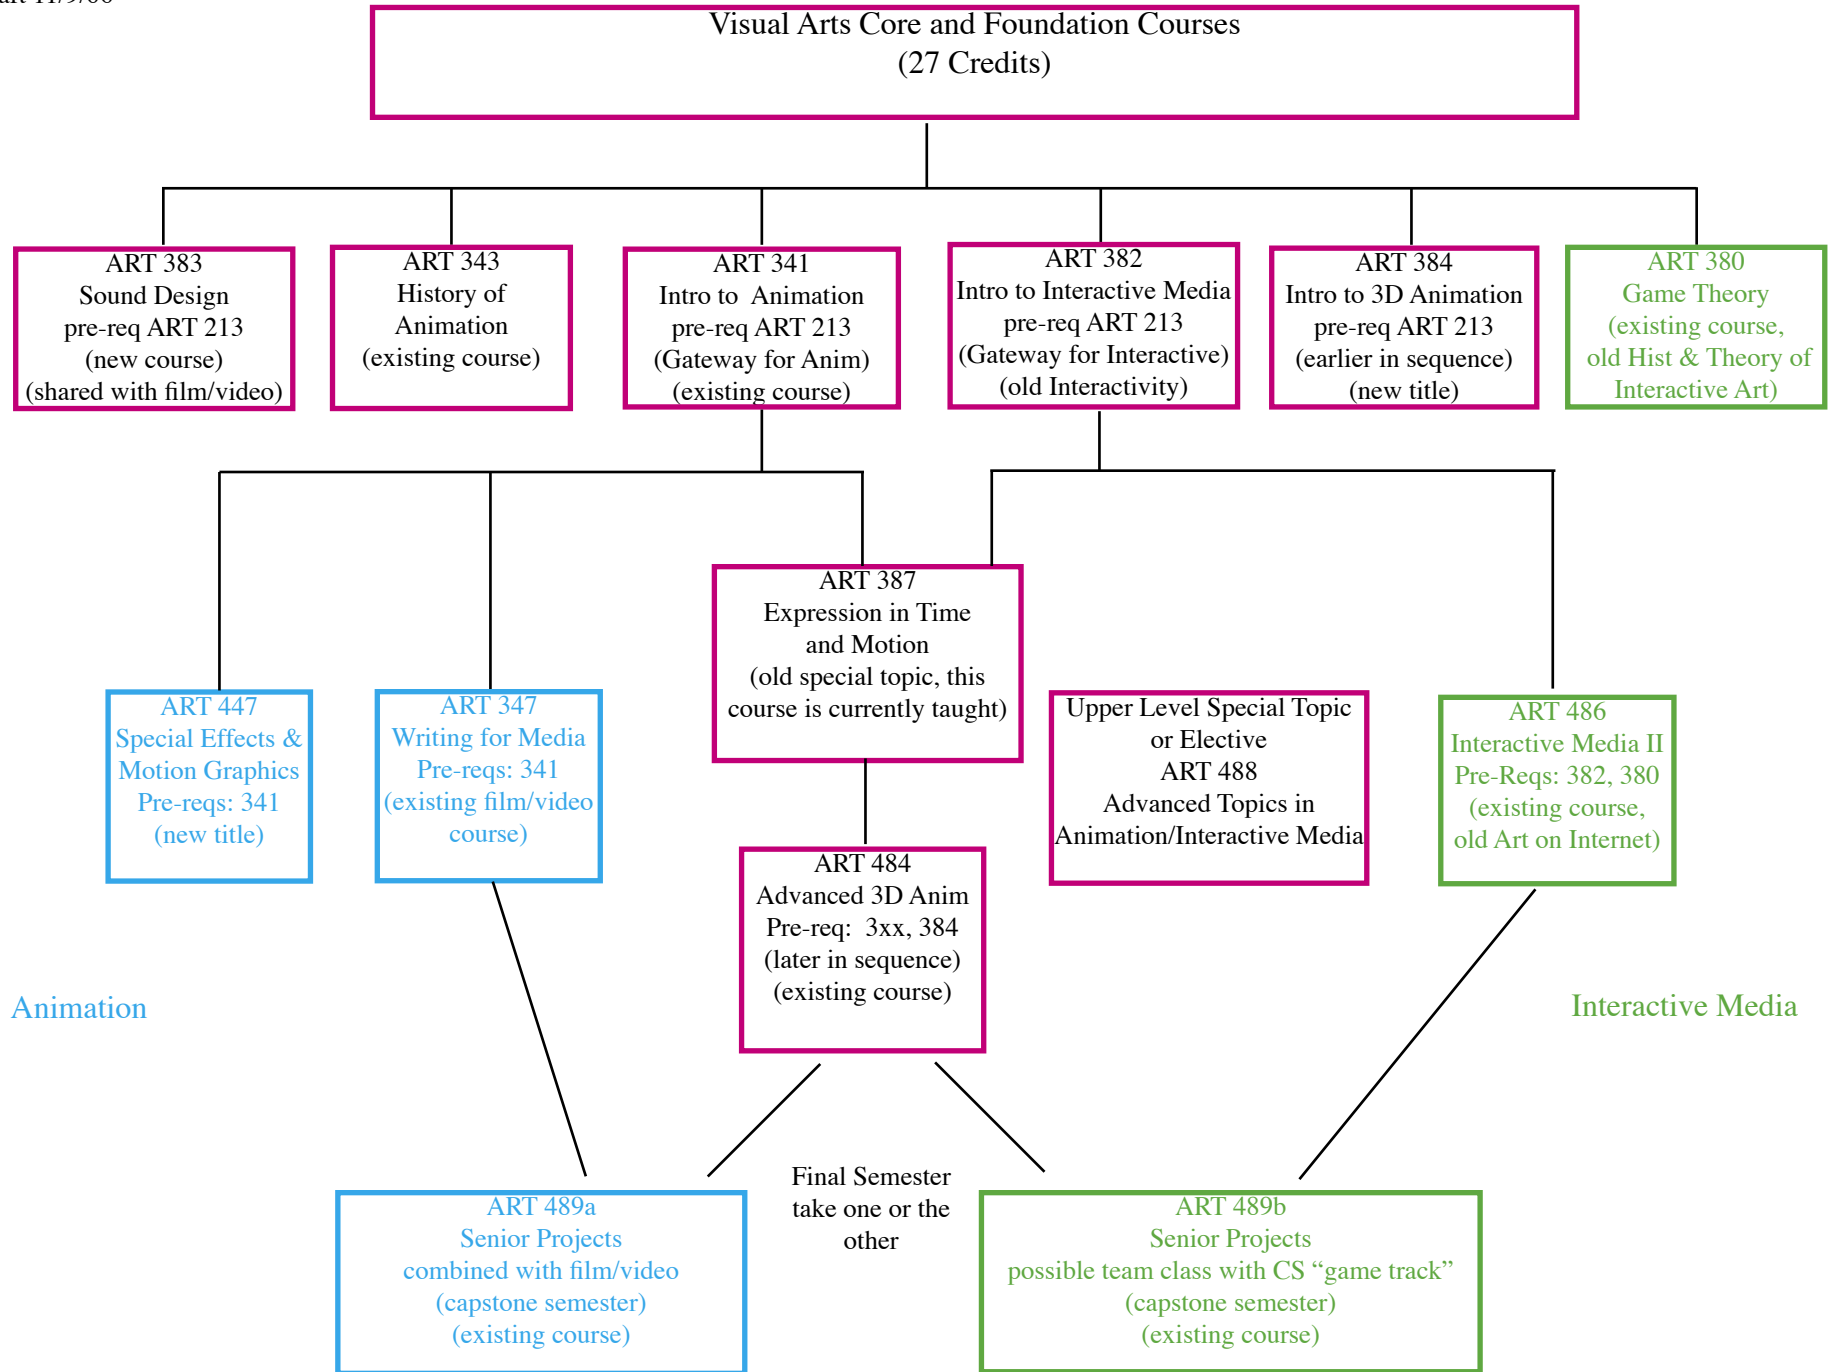 11/9/06
Visual Arts Core and Foundation Courses
(27 Credits)
ART 383
Sound Design
pre-req ART 213
(new course)
(shared with film/video)
ART 343
History of
Animation
(existing course)
ART 341
Intro to Animation
pre-req ART 213
(Gateway for Anim)
(existing course)
ART 382
Intro to Interactive Media
pre-req ART 213
(Gateway for Interactive)
(old Interactivity)
ART 384
Intro to 3D Animation
pre-req ART 213
(earlier in sequence)
(new title)
ART 380
Game Theory
(existing course,
old Hist & Theory of
Interactive Art)
ART 387
Expression in Time
and Motion
(old special topic, this
course is currently taught)
ART 447
Special Effects &
Motion Graphics
Pre-reqs: 341
(new title)
ART 347
Writing for Media
Pre-reqs: 341
(existing film/video
course)
Upper Level Special Topic
or Elective
ART 488
Advanced Topics in
Animation/Interactive Media
ART 486
Interactive Media II
Pre-Reqs: 382, 380
(existing course,
old Art on Internet)
ART 484
Advanced 3D Anim
Pre-req: 3xx, 384
(later in sequence)
(existing course)
Animation
Interactive Media
Final Semester
take one or the
other
ART 489a
Senior Projects
combined with film/video
(capstone semester)
(existing course)
ART 489b
Senior Projects
possible team class with CS “game track”
(capstone semester)
(existing course)